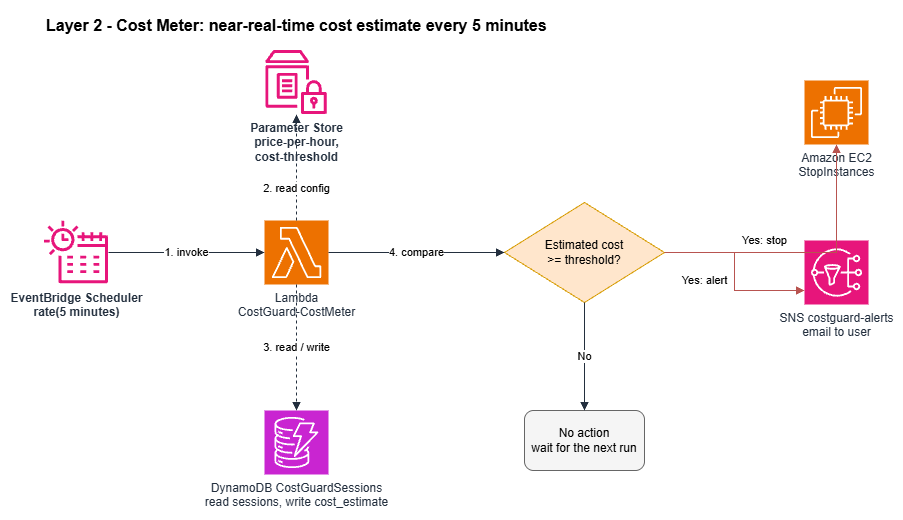 Layer 2 - Cost Meter: near-real-time cost estimate every 5 minutes
Parameter Store
price-per-hour,
cost-threshold
Amazon EC2
StopInstances
2. read config
1. invoke
4. compare
Estimated cost
>= threshold?
Yes: stop
Yes: alert
EventBridge Scheduler
rate(5 minutes)
Lambda
CostGuard-CostMeter
SNS costguard-alerts
email to user
3. read / write
No
No action
wait for the next run
DynamoDB CostGuardSessions
read sessions, write cost_estimate